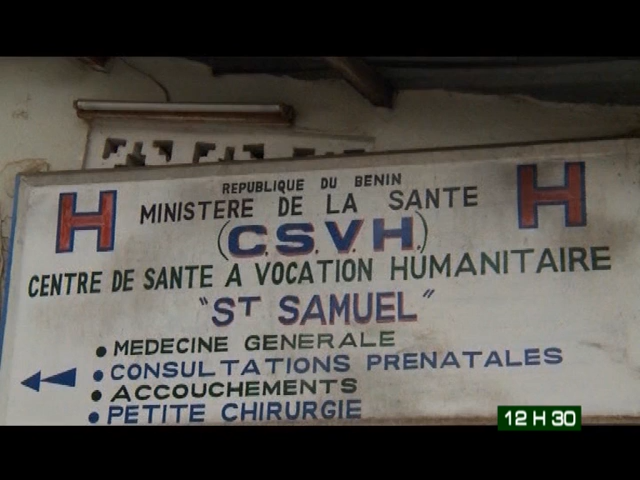 REPUBLIQUE DU BENIN
H MINISTERE DE LA SANTE H
(C.S.V.H.)
CENTRE DE SANTE A VOCATION HUMANITAIRE
"ST SAMUEL"
• MEDECINE GENERALE
• CONSULTATIONS PRENATALES
• ACCOUCHEMENTS
• PETITE CHIRURGIE
12 H 30